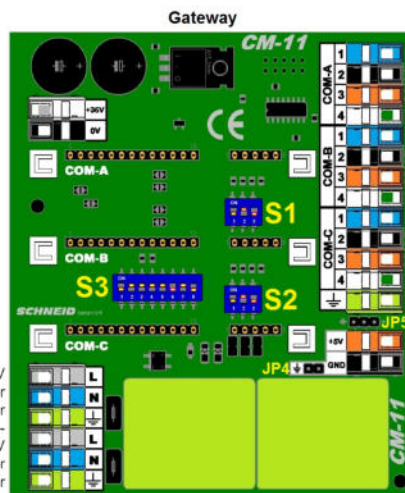 Gateway
CM-11
+36V
0V
CE
COM-A
1
2
3
4
COM-B
1
2
3
4
COM-C
1
2
3
4
COM-A
S1
COM-B
S3
S2
SCHNEID
COM-C
JP5
+5V
GND
JP4
L
N
L
N
CM-11